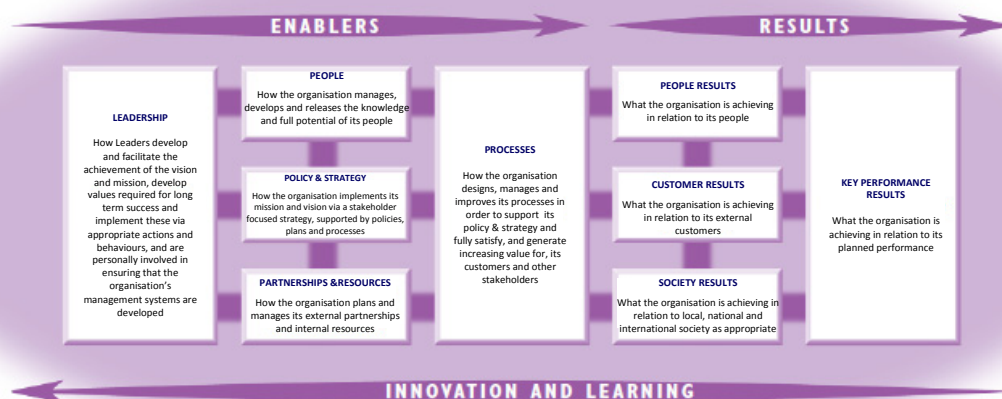 ENABLERS
RESULTS
LEADERSHIP
How Leaders develop
and facilitate the
achievement of the vision
and mission, develop
values required for long
term success and
implement these via
appropriate actions and
behaviours, and are
personally involved in
ensuring that the
organisation's
management systems are
developed
PEOPLE
How the organisation manages,
develops and releases the knowledge
and full potential of its people
POLICY & STRATEGY
How the organisation implements its
mission and vision via a stakeholder
focused strategy, supported by policies,
plans and processes
PARTNERSHIPS &RESOURCES
How the organisation plans and
manages its external partnerships
and internal resources
PROCESSES
How the organisation
designs, manages and
improves its processes in
order to support its
policy & strategy and
fully satisfy, and generate
increasing value for, its
customers and other
stakeholders
PEOPLE RESULTS
What the organisation is achieving
in relation to its people
CUSTOMER RESULTS
What the organisation is achieving
in relation to its external
customers
SOCIETY RESULTS
What the organisation is achieving in
relation to local, national and
international society as appropriate
KEY PERFORMANCE
RESULTS
What the organisation is
achieving in relation to its
planned performance
INNOVATION AND LEARNING